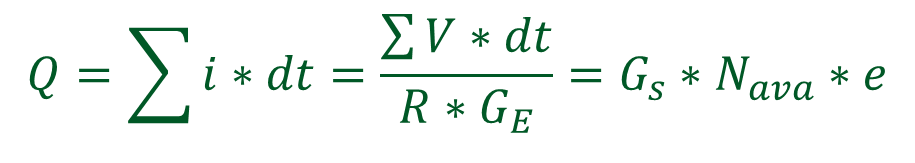 Q = ∑ i * dt = (∑ V * dt) / (R * G_E) = G_s * N_ava * e